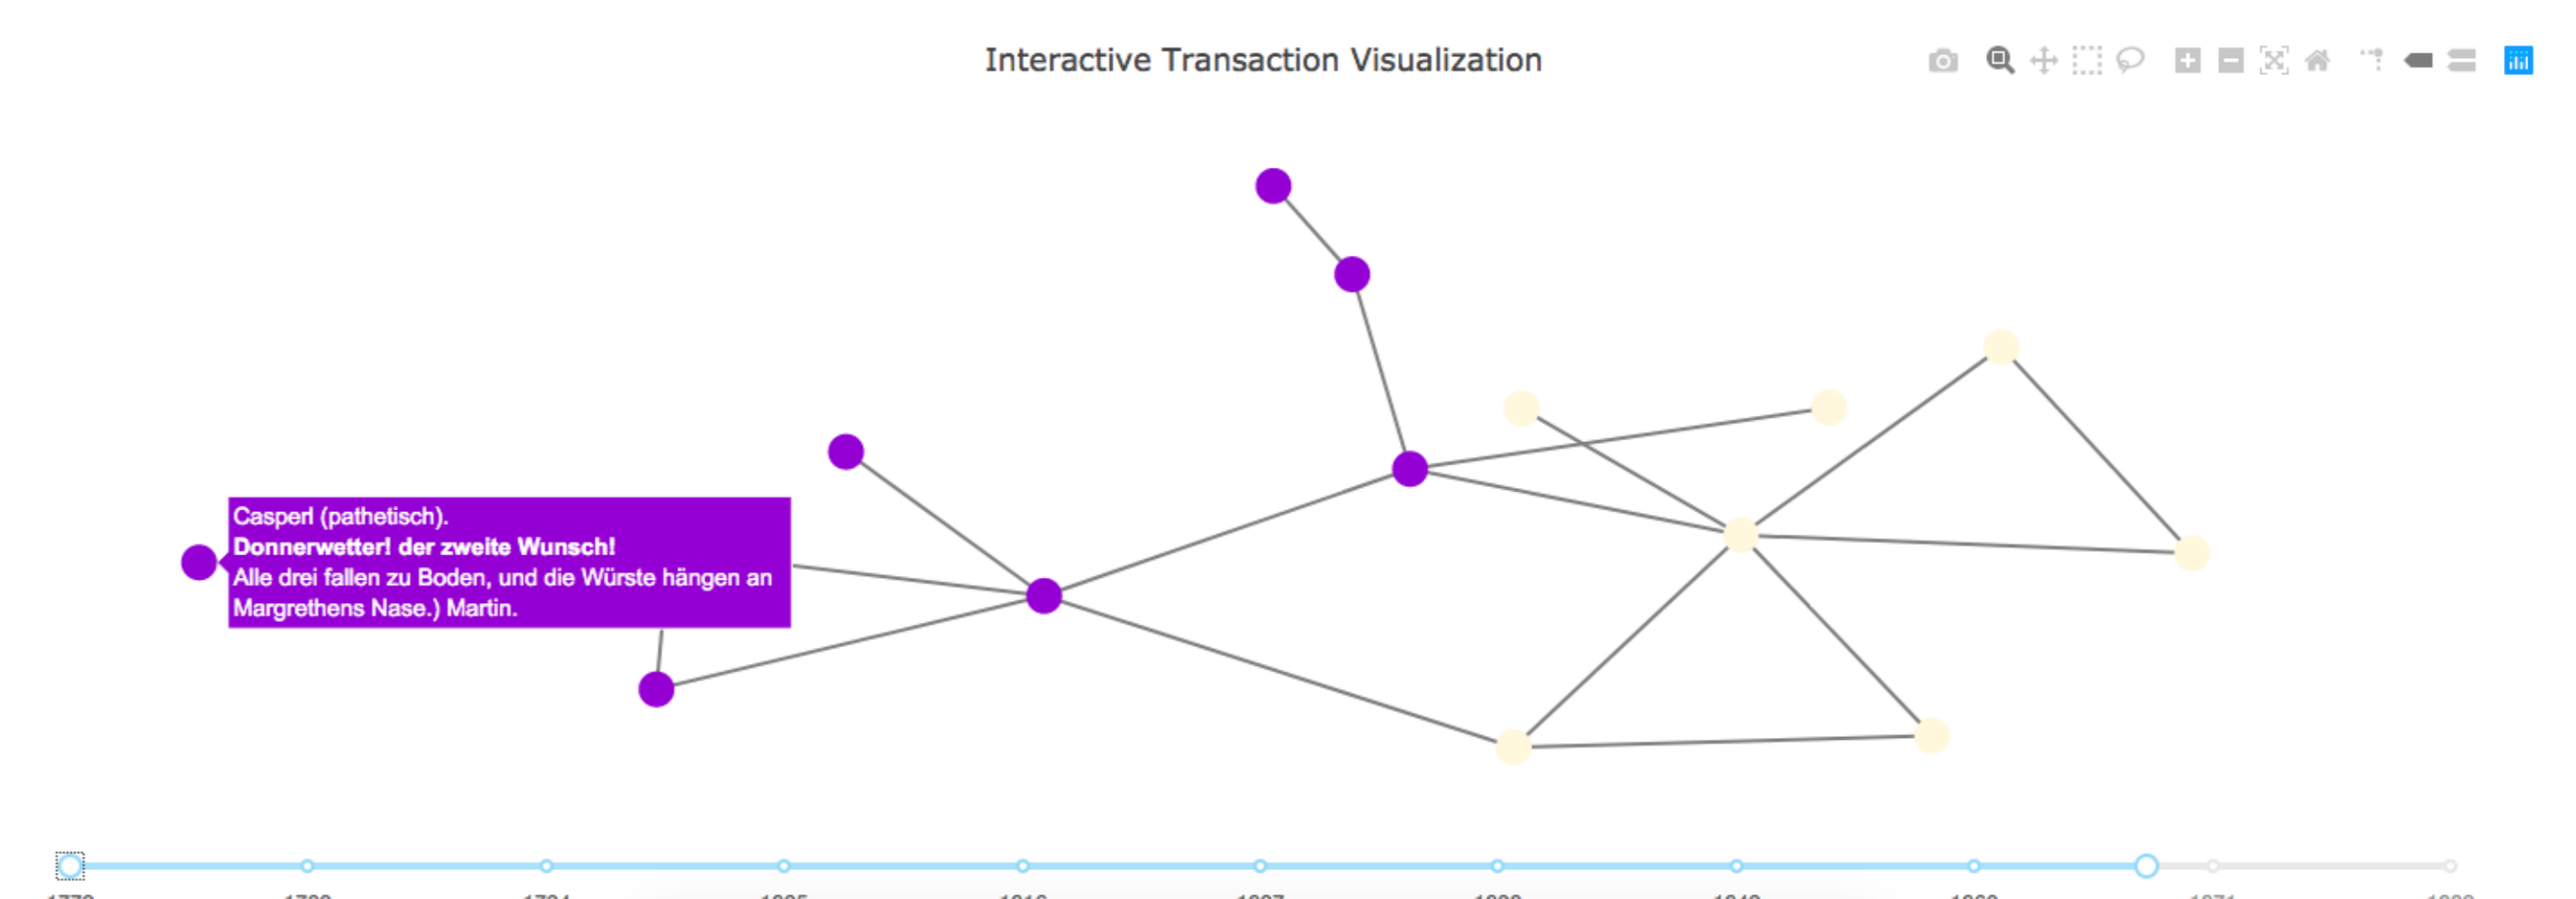 Interactive Transaction Visualization
Casperl (pathetisch).
Donnerwetter! der zweite Wunsch!
Alle drei fallen zu Boden, und die Würste hängen an
Margrethens Nase.) Martin.